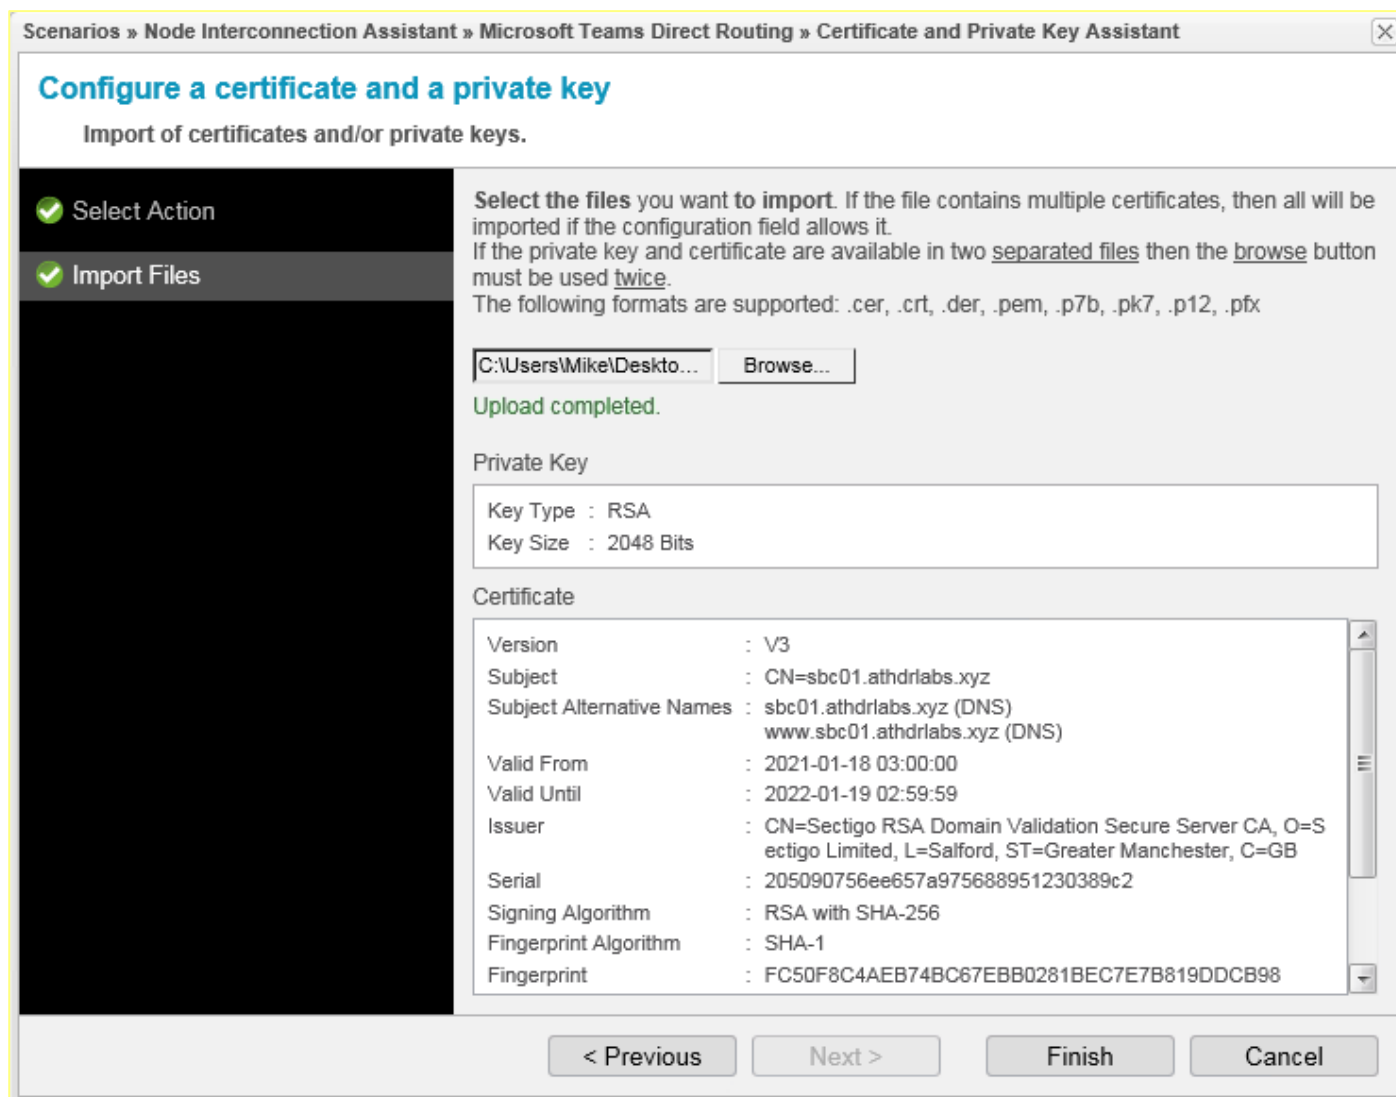 Scenarios » Node Interconnection Assistant » Microsoft Teams Direct Routing » Certificate and Private Key Assistant
Configure a certificate and a private key
Import of certificates and/or private keys.
Select Action
Import Files
Select the files you want to import. If the file contains multiple certificates, then all will be
imported if the configuration field allows it.
If the private key and certificate are available in two separated files then the browse button
must be used twice.
The following formats are supported: .cer, .crt, .der, .pem, .p7b, .pk7, .p12, .pfx
C:\Users\Mike\Deskto... Browse...
Upload completed.
Private Key
Key Type : RSA
Key Size : 2048 Bits
Certificate
Version : V3
Subject : CN=sbc01.athdrlabs.xyz
Subject Alternative Names : sbc01.athdrlabs.xyz (DNS)
www.sbc01.athdrlabs.xyz (DNS)
Valid From : 2021-01-18 03:00:00
Valid Until : 2022-01-19 02:59:59
Issuer : CN=Sectigo RSA Domain Validation Secure Server CA, O=S
ectigo Limited, L=Salford, ST=Greater Manchester, C=GB
Serial : 205090756ee657a975688951230389c2
Signing Algorithm : RSA with SHA-256
Fingerprint Algorithm : SHA-1
Fingerprint : FC50F8C4AEB74BC67EBB0281BEC7E7B819DDCB98
< Previous Next > Finish Cancel